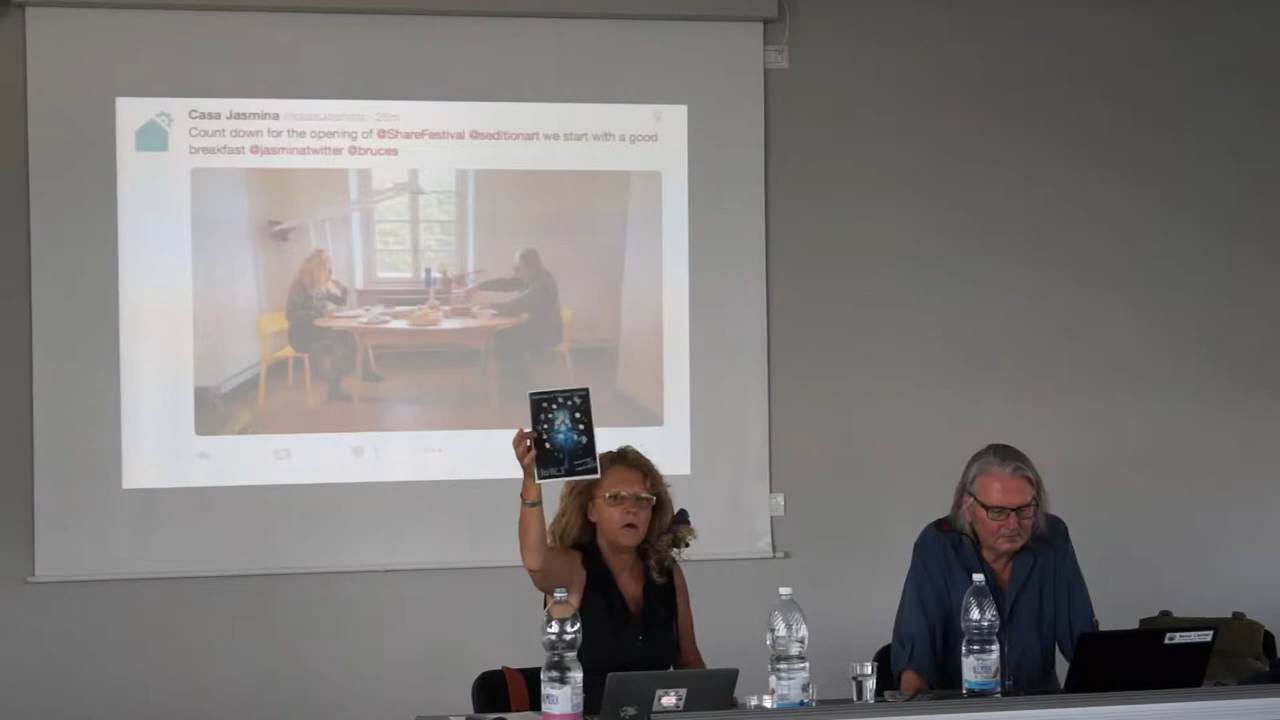 Casa Jasmina
Count down for the opening of @ShareFestival @seditionart we start with a good
breakfast @jasminatwitter @bruces